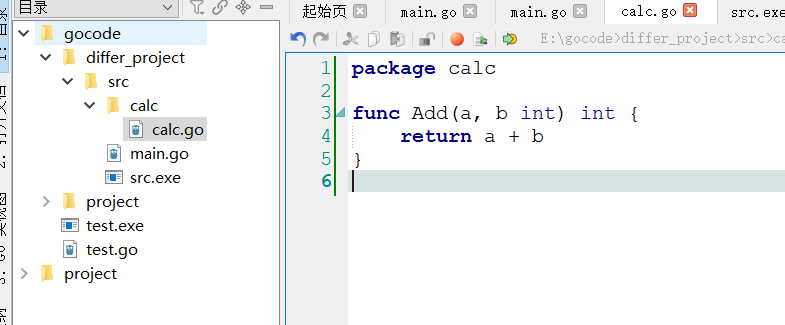 目录
起始页 main.go main.go calc.go src.exe
E:\gocode>differ_project>src>ca
gocode
differ_project
src
calc
calc.go
main.go
src.exe
project
test.exe
test.go
project
1 package calc
2
3 func Add(a, b int) int {
4 return a + b
5 }
6